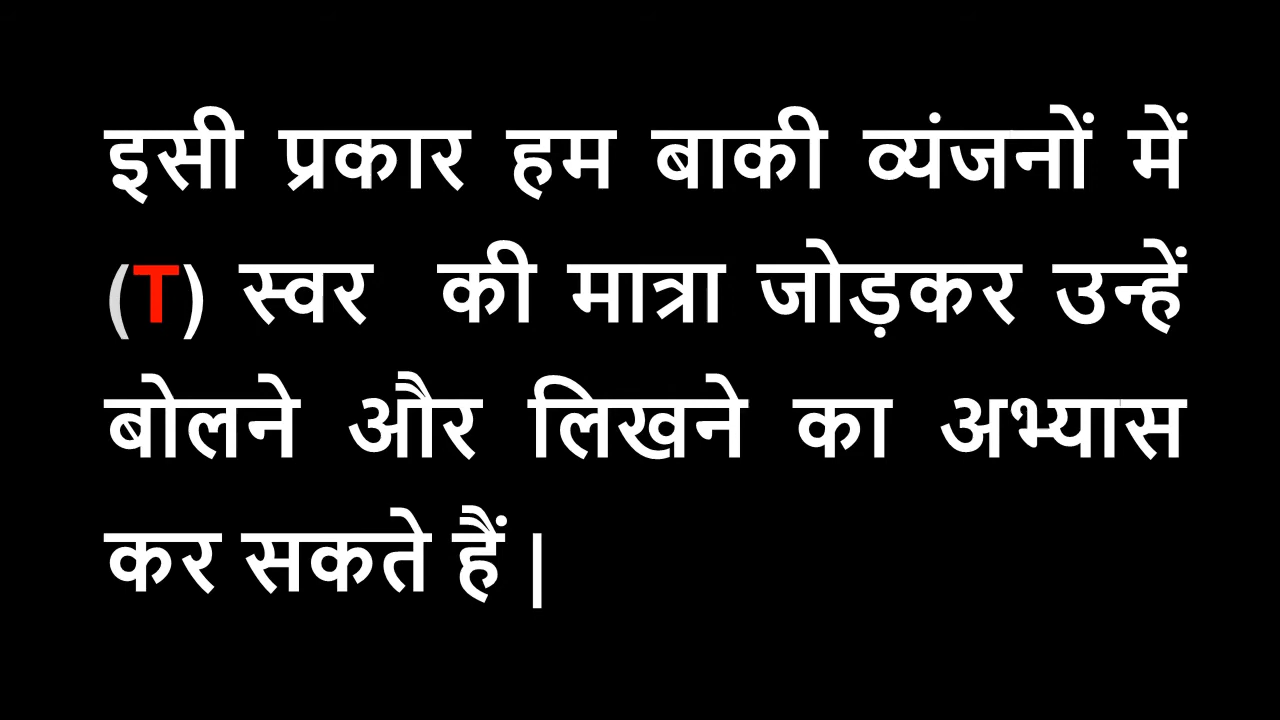 इसी प्रकार हम बाकी व्यंजनों में
(T) स्वर की मात्रा जोड़कर उन्हें
बोलने और लिखने का अभ्यास
कर सकते हैं |